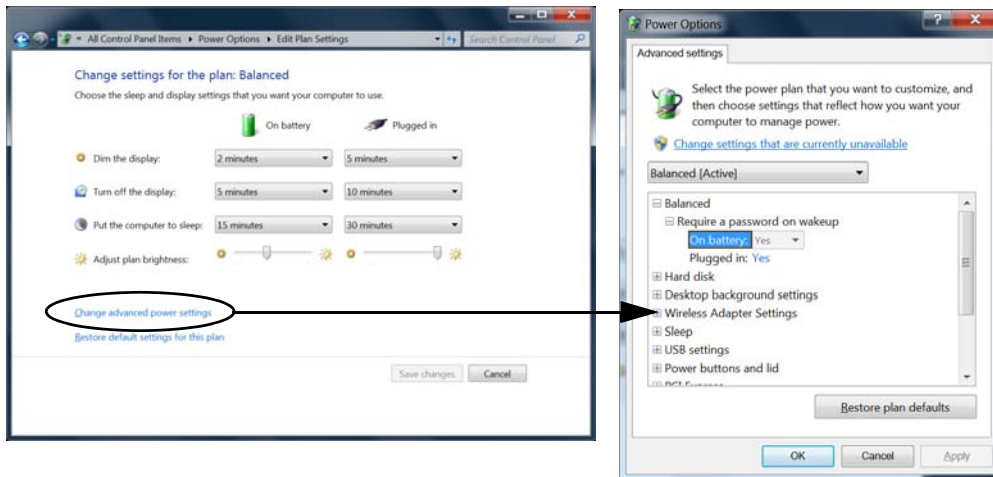 All Control Panel Items ▸ Power Options ▸ Edit Plan Settings
Search Control Panel
Change settings for the plan: Balanced
Choose the sleep and display settings that you want your computer to use.
On battery Plugged in
Dim the display: 2 minutes 5 minutes
Turn off the display: 5 minutes 10 minutes
Put the computer to sleep: 15 minutes 30 minutes
Adjust plan brightness:
Change advanced power settings
Restore default settings for this plan
Save changes Cancel
Power Options
Advanced settings
Select the power plan that you want to customize, and
then choose settings that reflect how you want your
computer to manage power.
Change settings that are currently unavailable
Balanced [Active]
Balanced
Require a password on wakeup
On battery: Yes
Plugged in: Yes
Hard disk
Desktop background settings
Wireless Adapter Settings
Sleep
USB settings
Power buttons and lid
Restore plan defaults
OK Cancel Apply